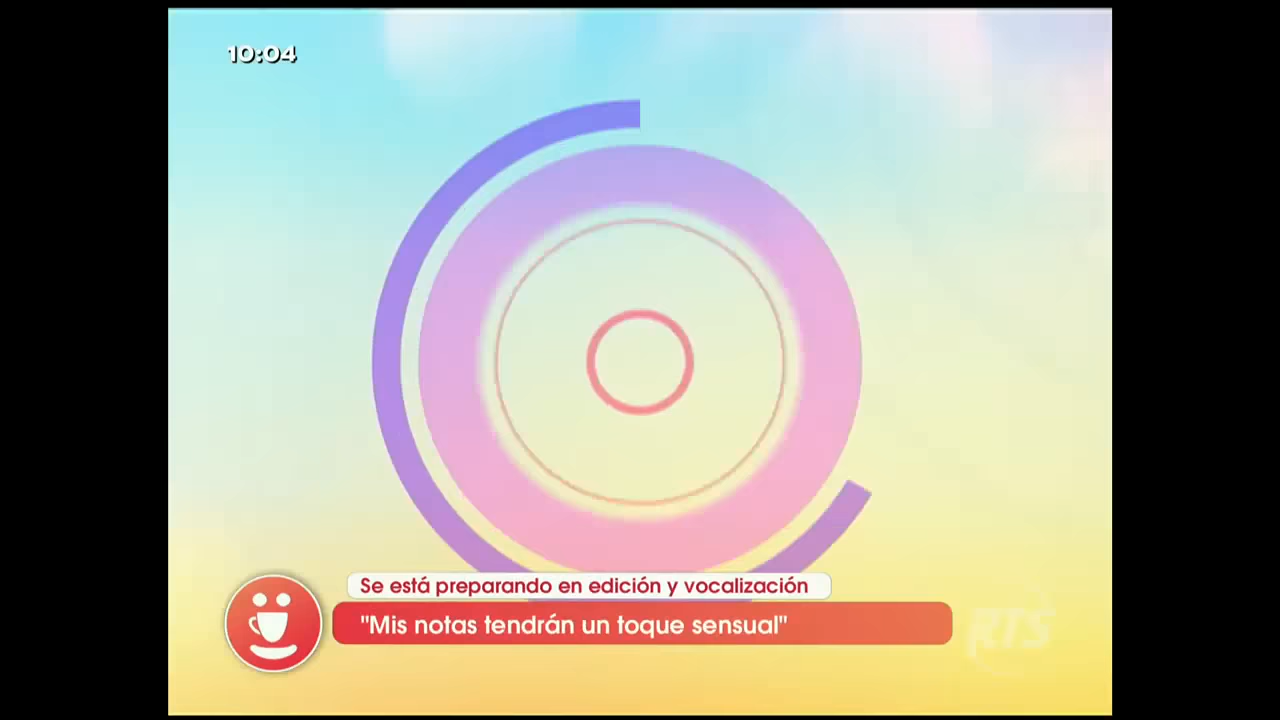 10:04
Se está preparando en edición y vocalización
"Mis notas tendrán un toque sensual"
RTS